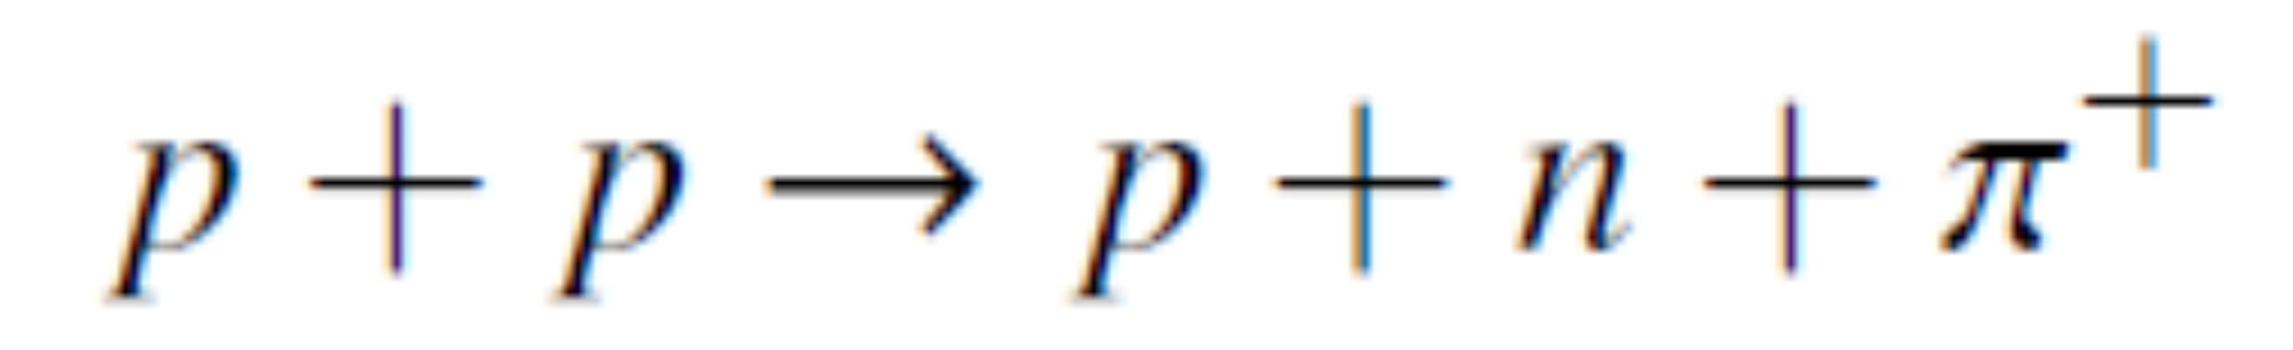 p + p → p + n + π⁺